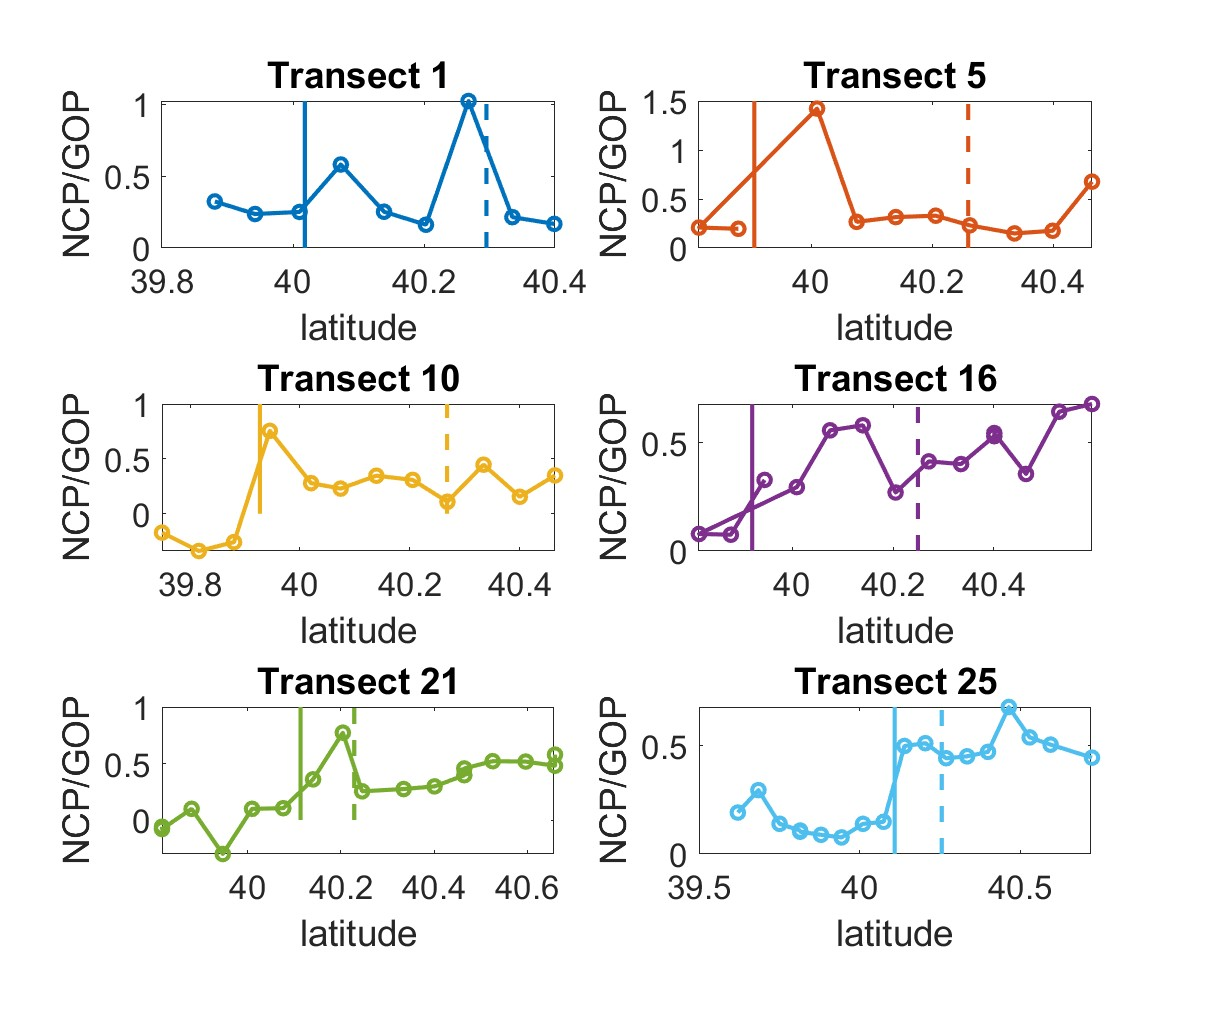 Transect 1
NCP/GOP
1
0.5
0
39.8 40 40.2 40.4
latitude
Transect 5
NCP/GOP
1.5
1
0.5
0
40 40.2 40.4
latitude
Transect 10
NCP/GOP
1
0.5
0
39.8 40 40.2 40.4
latitude
Transect 16
NCP/GOP
0.5
0
40 40.2 40.4
latitude
Transect 21
NCP/GOP
1
0.5
0
40 40.2 40.4 40.6
latitude
Transect 25
NCP/GOP
0.5
0
39.5 40 40.5
latitude